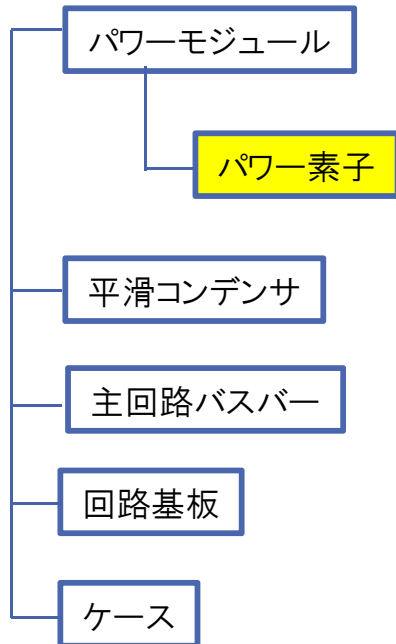 パワーモジュール
パワー素子
平滑コンデンサ
主回路バスバー
回路基板
ケース